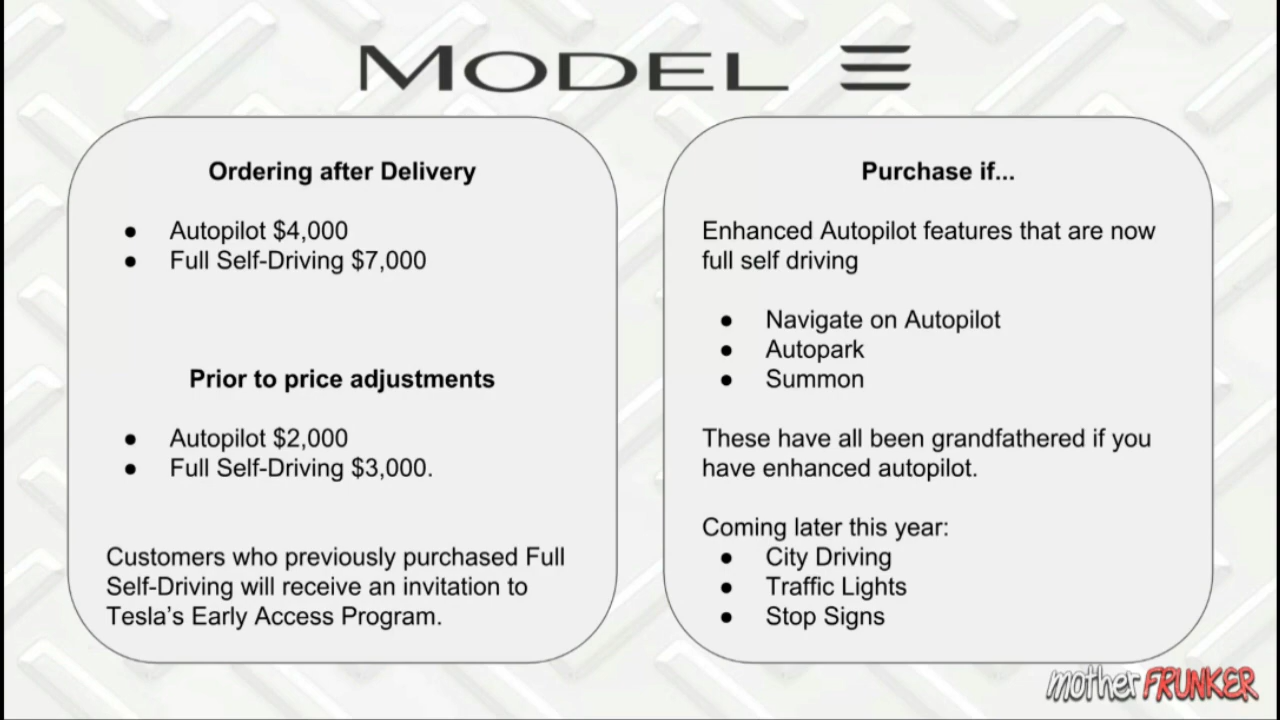 MODEL ☰
Ordering after Delivery
● Autopilot $4,000
● Full Self-Driving $7,000
Prior to price adjustments
● Autopilot $2,000
● Full Self-Driving $3,000.
Customers who previously purchased Full
Self-Driving will receive an invitation to
Tesla’s Early Access Program.
Purchase if...
Enhanced Autopilot features that are now
full self driving
● Navigate on Autopilot
● Autopark
● Summon
These have all been grandfathered if you
have enhanced autopilot.
Coming later this year:
● City Driving
● Traffic Lights
● Stop Signs
mother FRUNKER